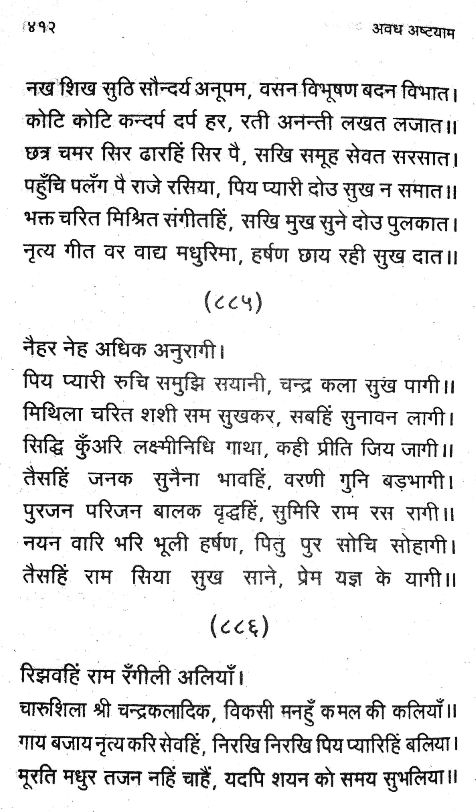 ४१२ अवध अष्टयाम
नख शिख सुठि सौन्दर्य अनूपम, वसन विभूषण बदन विभात।
कोटि कोटि कन्दर्प दर्प हर, रती अनन्ती लखत लजात॥
छत्र चमर सिर ढारहिं सिर पै, सखि समूह सेवत सरसात।
पहुँचि पलँग पै राजे रसिया, पिय प्यारी दोउ सुख न समात॥
भक्त चरित मिश्रित संगीतहिं, सखि मुख सुने दोउ पुलकात।
नृत्य गीत वर वाद्य मधुरिमा, हर्षण छाय रही सुख दात॥
(८८५)
नैहर नेह अधिक अनुरागी।
पिय प्यारी रुचि समुझि सयानी, चन्द्र कला सुख पागी॥
मिथिला चरित शशी सम सुखकर, सबहिं सुनावन लागी।
सिद्धि कुँअरि लक्ष्मीनिधि गाथा, कही प्रीति जिय जागी॥
तैसहिं जनक सुनैना भावहिं, वरणी गुनि बड़भागी।
पुरजन परिजन बालक वृद्धहिं, सुमिरि राम रस रागी॥
नयन वारि भरि भूली हर्षण, पितु पुर सोचि सोहागी।
तैसहिं राम सिया सुख साने, प्रेम यज्ञ के यागी॥
(८८६)
रिझवहिं राम रँगीली अलियाँ।
चारुशिला श्री चन्द्रकलादिक, विकसी मनहुँ कमल की कलियाँ॥
गाय बजाय नृत्य करि सेवहिं, निरखि निरखि पिय प्यारिहिं बलिया।
मूरति मधुर तजन नहिं चाहैं, यदपि शयन को समय सुभलिया॥